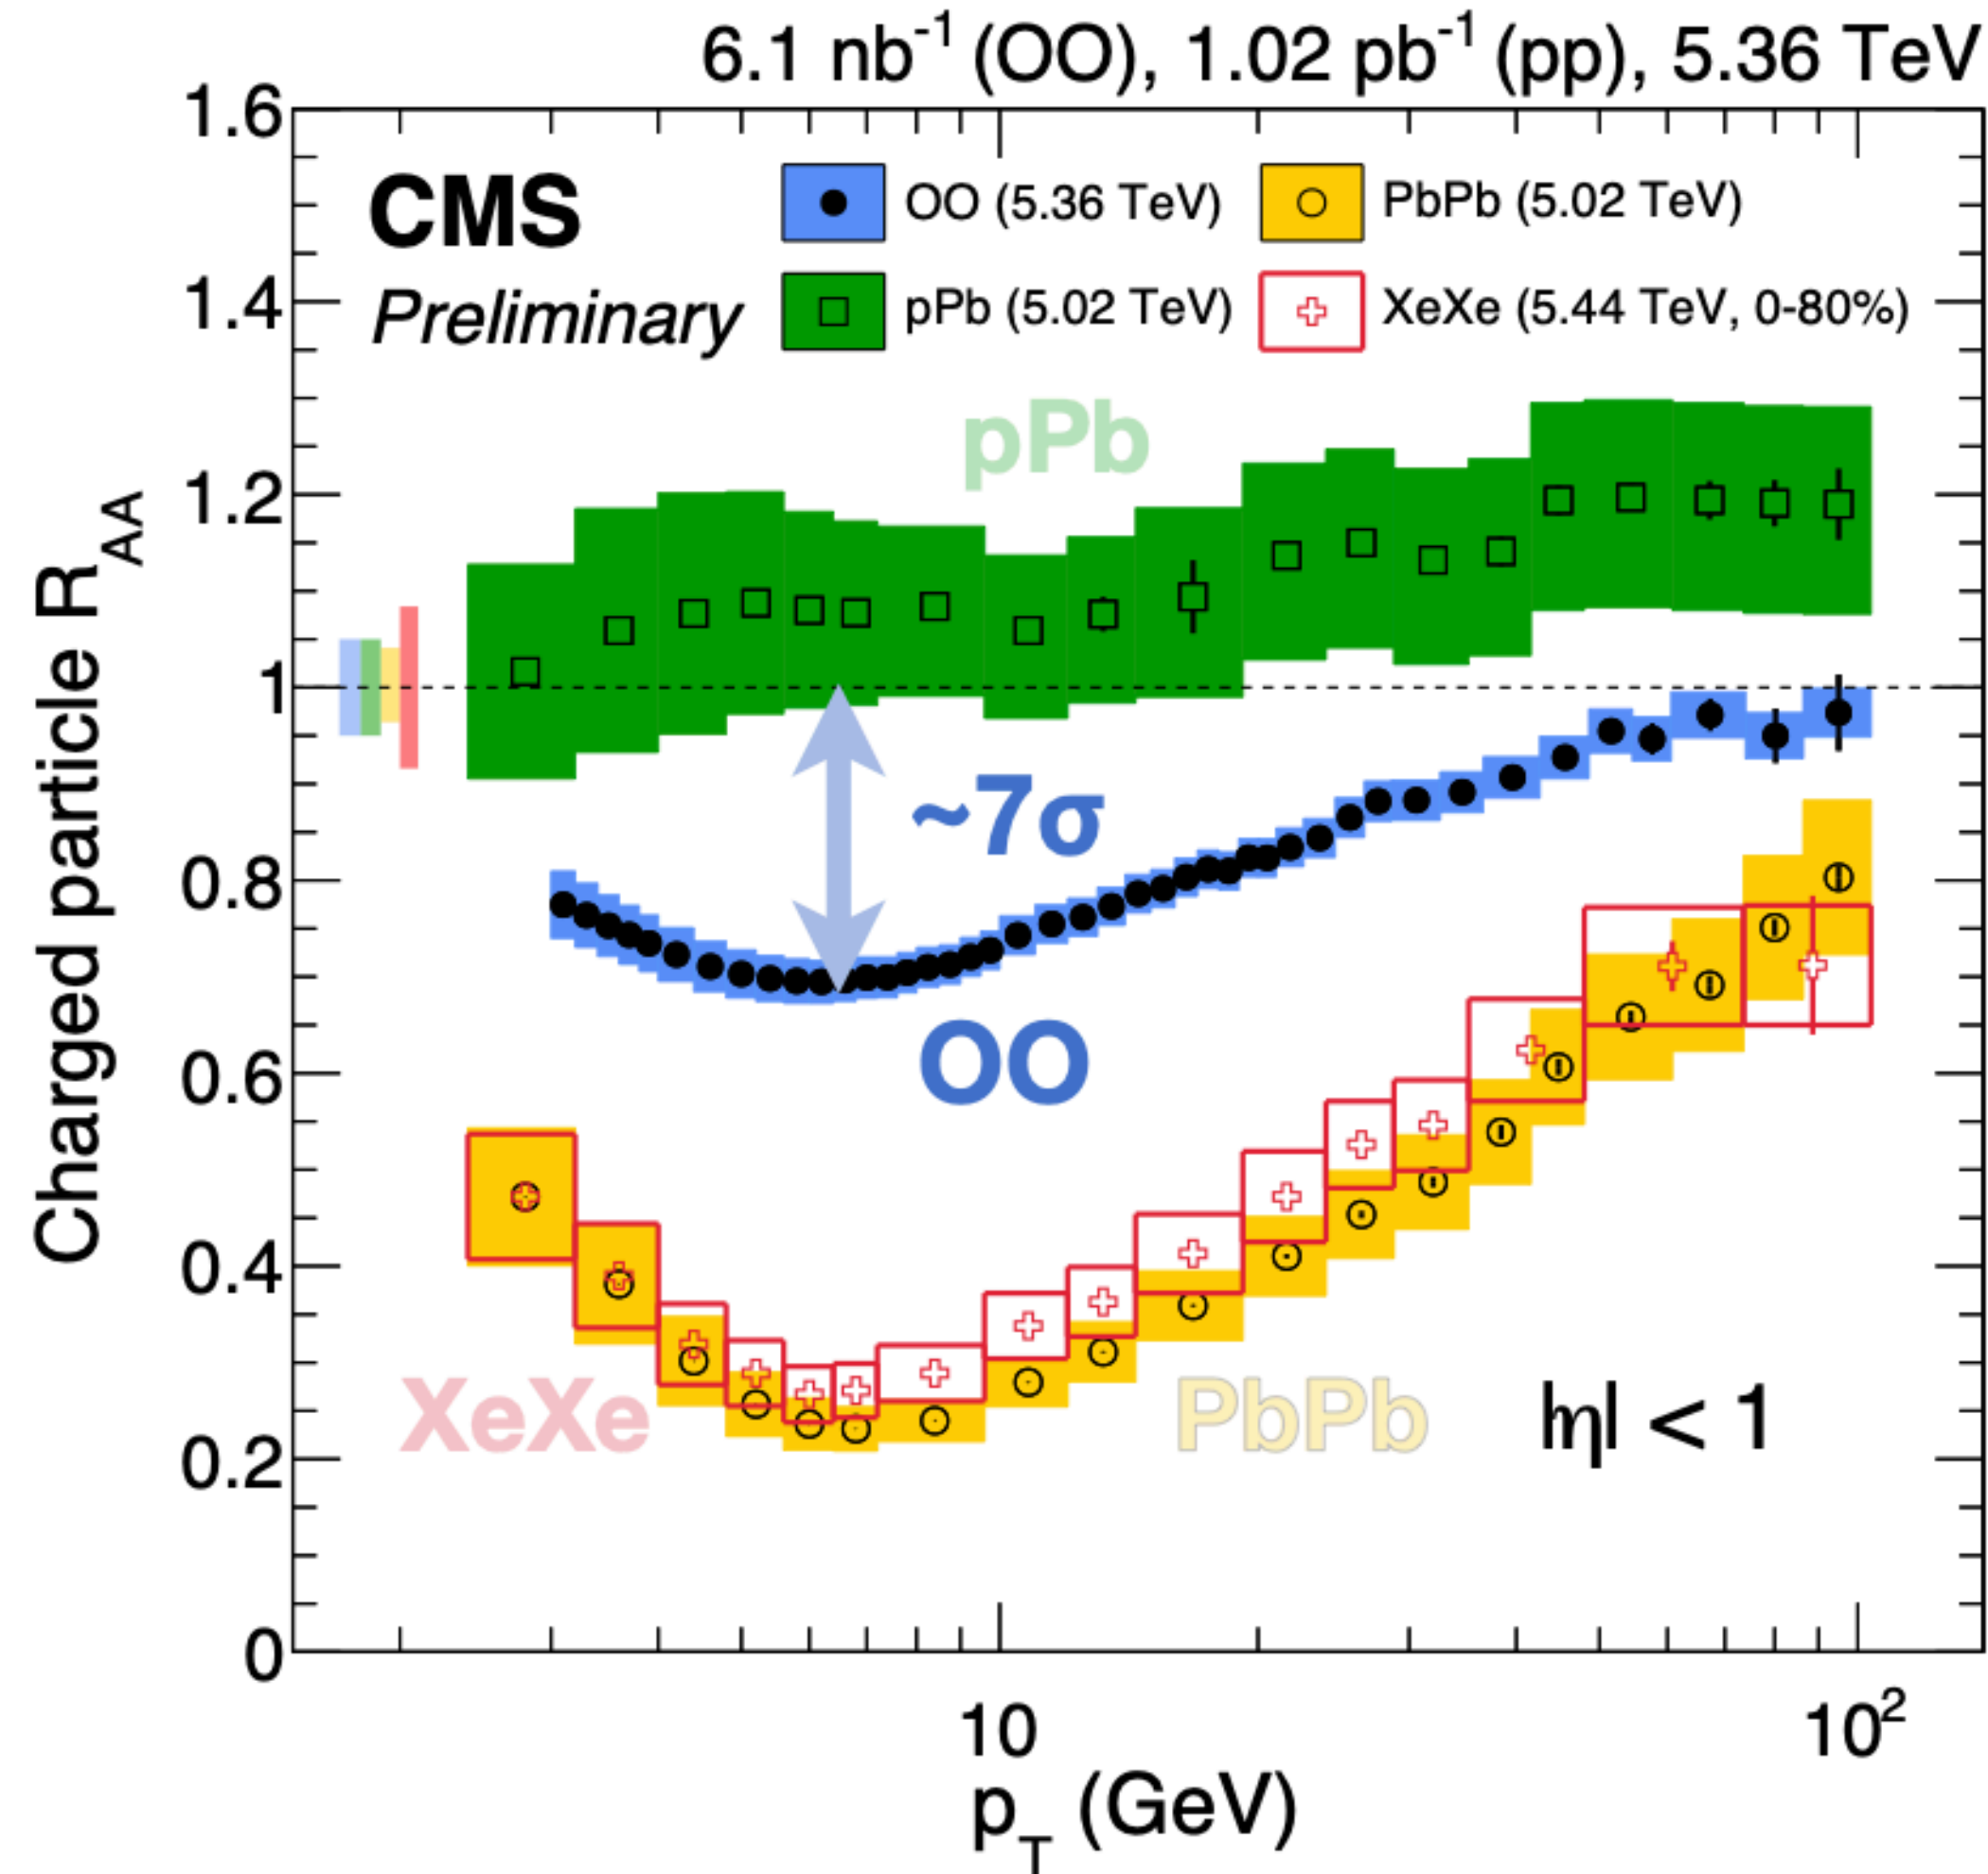 6.1 nb⁻¹ (OO), 1.02 pb⁻¹ (pp), 5.36 TeV
1.6
1.4
1.2
1
0.8
0.6
0.4
0.2
0
Charged particle R_AA
CMS
Preliminary
OO (5.36 TeV)
PbPb (5.02 TeV)
pPb (5.02 TeV)
XeXe (5.44 TeV, 0-80%)
pPb
~7σ
OO
XeXe
PbPb
|η| < 1
10
10²
p_T (GeV)